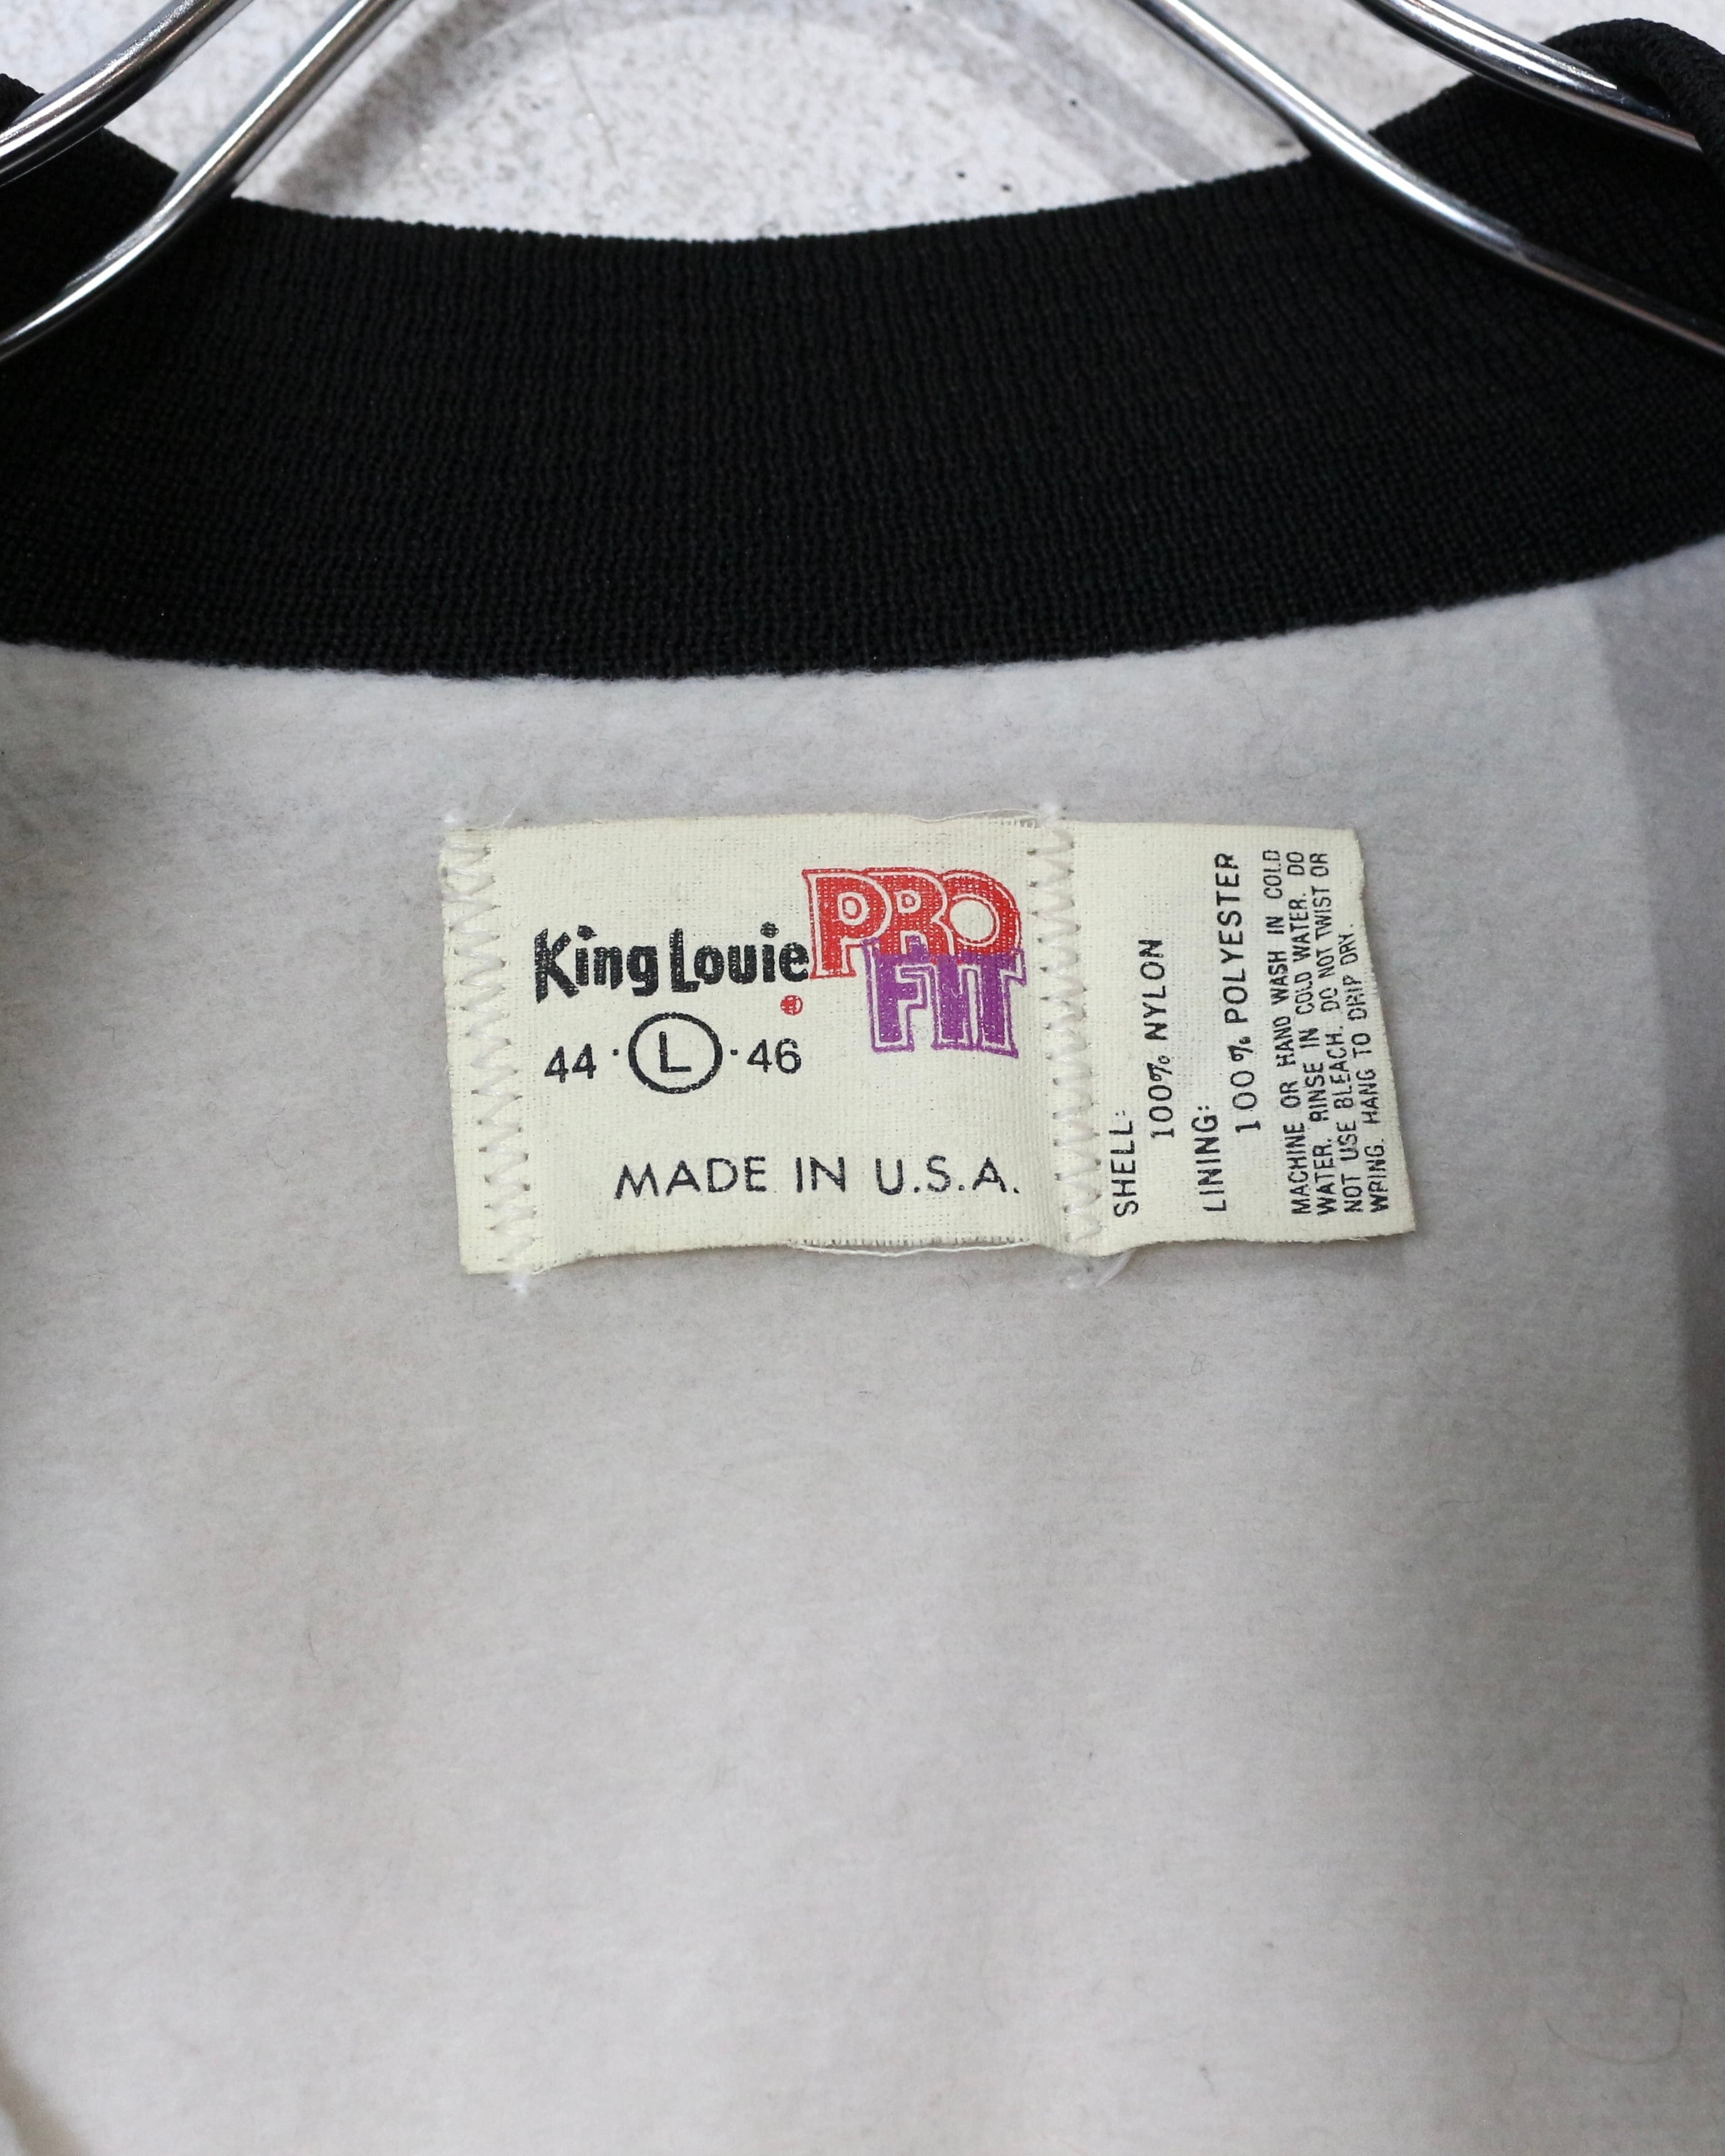 King Louie PRO
FIT
44 · L · 46
MADE IN U.S.A.
SHELL:
100% NYLON
LINING:
100% POLYESTER
MACHINE OR HAND WASH IN COLD
WATER. RINSE IN COLD WATER. DO
NOT USE BLEACH. DO NOT TWIST OR
WRING. HANG TO DRIP DRY.